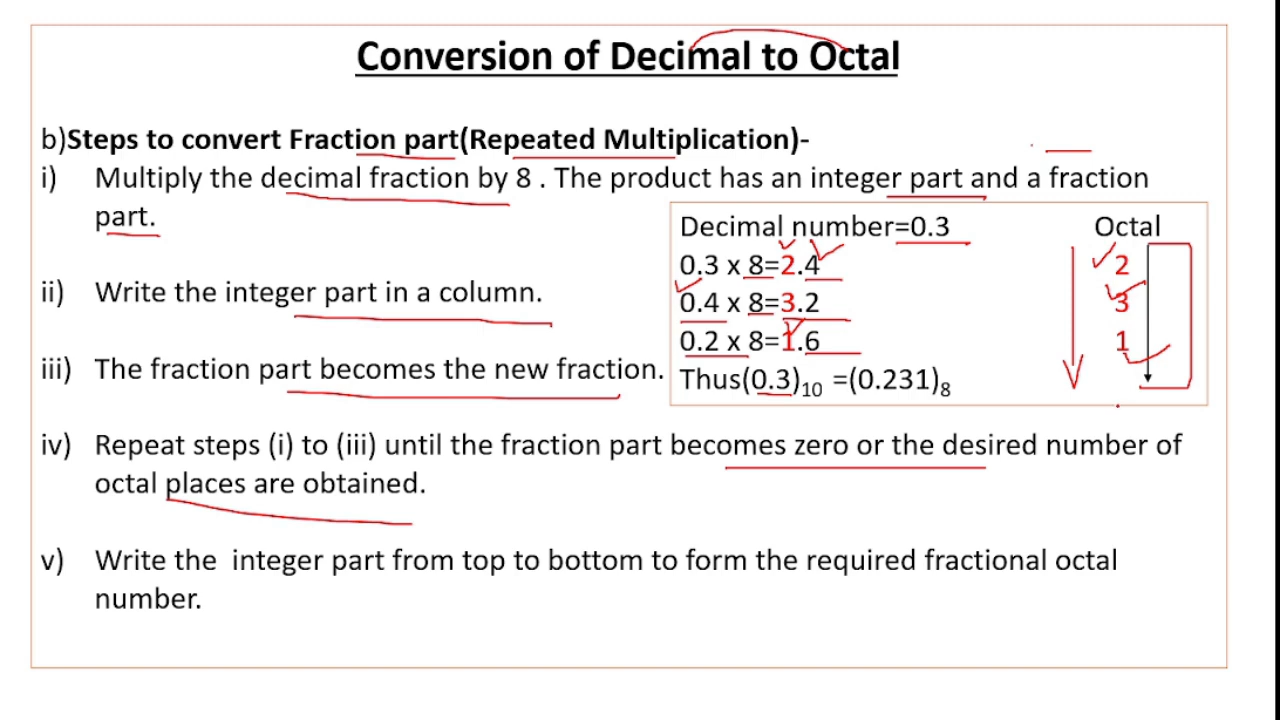 Conversion of Decimal to Octal
b)Steps to convert Fraction part(Repeated Multiplication)-
i) Multiply the decimal fraction by 8 . The product has an integer part and a fraction
part.
Decimal number=0.3 Octal
0.3 x 8=2.4 2
0.4 x 8=3.2 3
0.2 x 8=1.6 1
Thus(0.3)₁₀ =(0.231)₈
ii) Write the integer part in a column.
iii) The fraction part becomes the new fraction.
iv) Repeat steps (i) to (iii) until the fraction part becomes zero or the desired number of
octal places are obtained.
v) Write the integer part from top to bottom to form the required fractional octal
number.